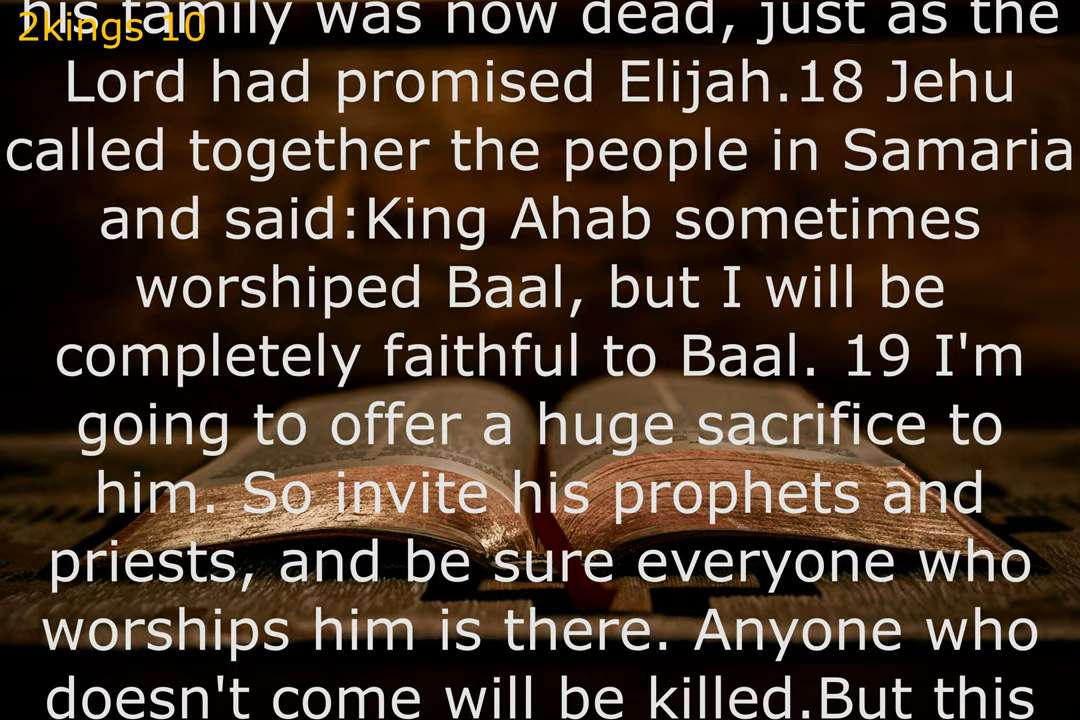 his family was now dead, just as the
2kings 10
Lord had promised Elijah.18 Jehu
called together the people in Samaria
and said:King Ahab sometimes
worshiped Baal, but I will be
completely faithful to Baal. 19 I'm
going to offer a huge sacrifice to
him. So invite his prophets and
priests, and be sure everyone who
worships him is there. Anyone who
doesn't come will be killed.But this